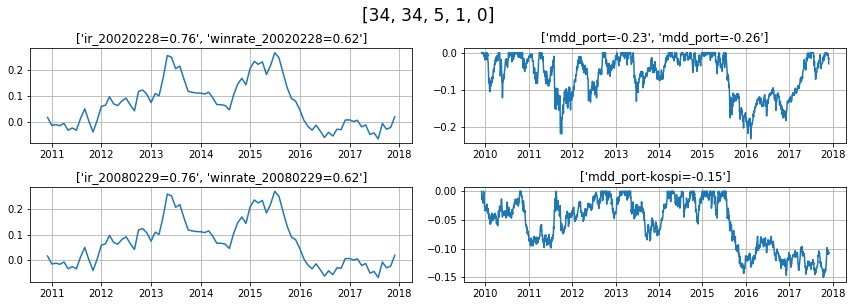 [34, 34, 5, 1, 0]
['ir_20020228=0.76', 'winrate_20020228=0.62']
0.2
0.1
0.0
2011 2012 2013 2014 2015 2016 2017 2018
['mdd_port=-0.23', 'mdd_port=-0.26']
0.0
−0.1
−0.2
2010 2011 2012 2013 2014 2015 2016 2017 2018
['ir_20080229=0.76', 'winrate_20080229=0.62']
0.2
0.1
0.0
2011 2012 2013 2014 2015 2016 2017 2018
['mdd_port-kospi=-0.15']
0.00
−0.05
−0.10
−0.15
2010 2011 2012 2013 2014 2015 2016 2017 2018